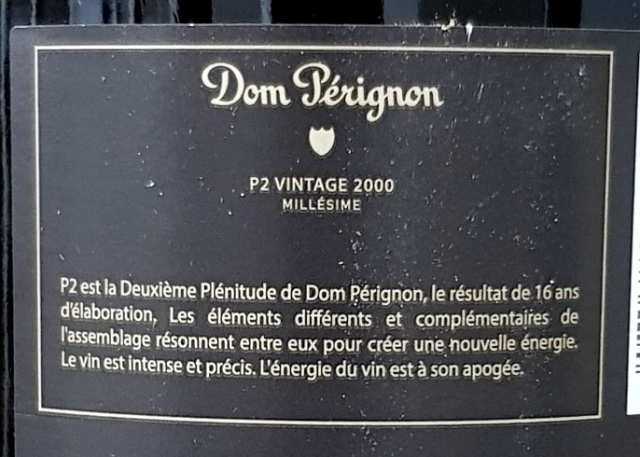 Dom Pérignon
P2 VINTAGE 2000
MILLÉSIME
P2 est la Deuxième Plénitude de Dom Pérignon, le résultat de 16 ans
d'élaboration, Les éléments différents et complémentaires de
l'assemblage résonnent entre eux pour créer une nouvelle énergie.
Le vin est intense et précis. L'énergie du vin est à son apogée.